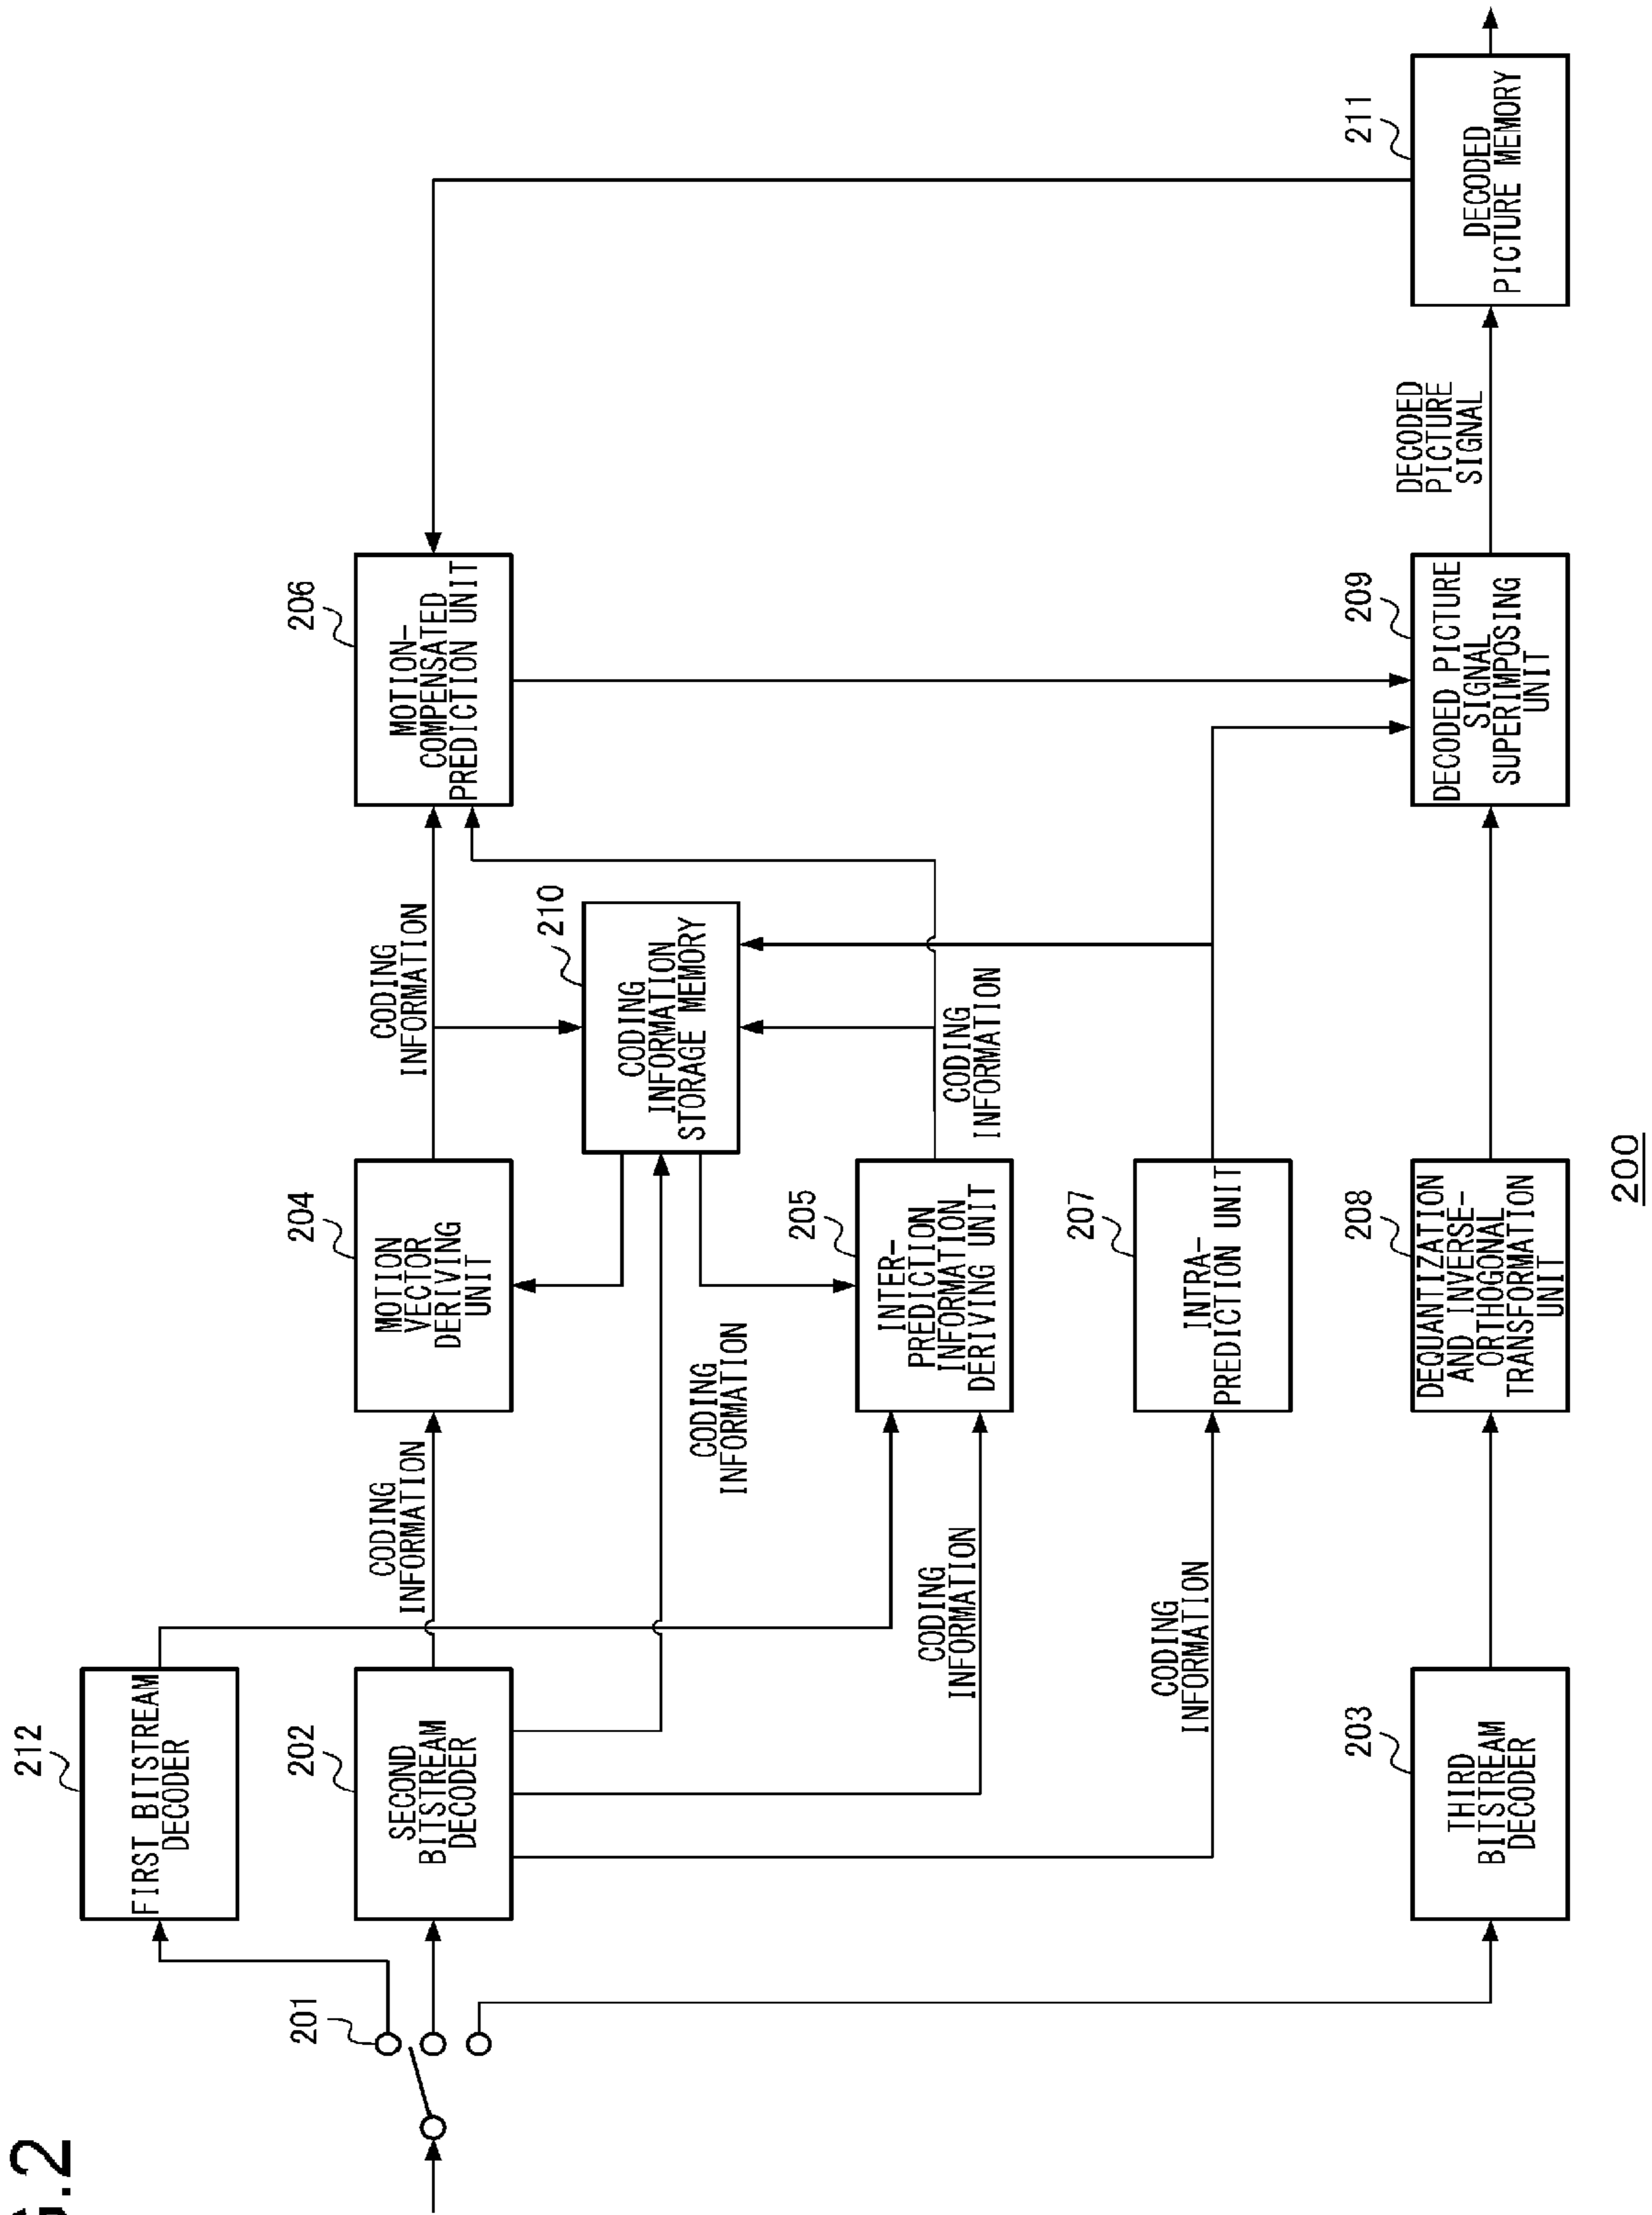 G.2
212
FIRST BITSTREAM
DECODER
201
202
SECOND
BITSTREAM
DECODER
CODING
INFORMATION
204
MOTION
VECTOR
DERIVING
UNIT
CODING
INFORMATION
206
MOTION-
COMPENSATED
PREDICTION UNIT
210
CODING
INFORMATION
STORAGE MEMORY
CODING
INFORMATION
205
INTER-
PREDICTION
INFORMATION
DERIVING UNIT
CODING
INFORMATION
CODING
INFORMATION
207
INTRA-
PREDICTION UNIT
CODING
INFORMATION
203
THIRD
BITSTREAM
DECODER
208
DEQUANTIZATION
AND INVERSE-
ORTHOGONAL
TRANSFORMATION
UNIT
209
DECODED PICTURE
SIGNAL
SUPERIMPOSING
UNIT
DECODED
PICTURE
SIGNAL
211
DECODED
PICTURE MEMORY
200